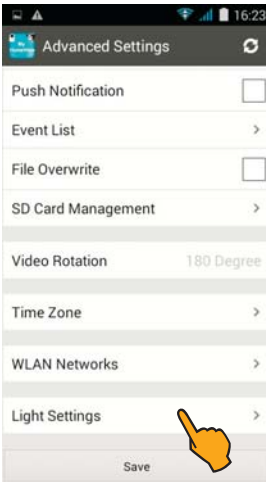 16:23
Advanced Settings
Push Notification
Event List
File Overwrite
SD Card Management
Video Rotation 180 Degree
Time Zone
WLAN Networks
Light Settings
Save